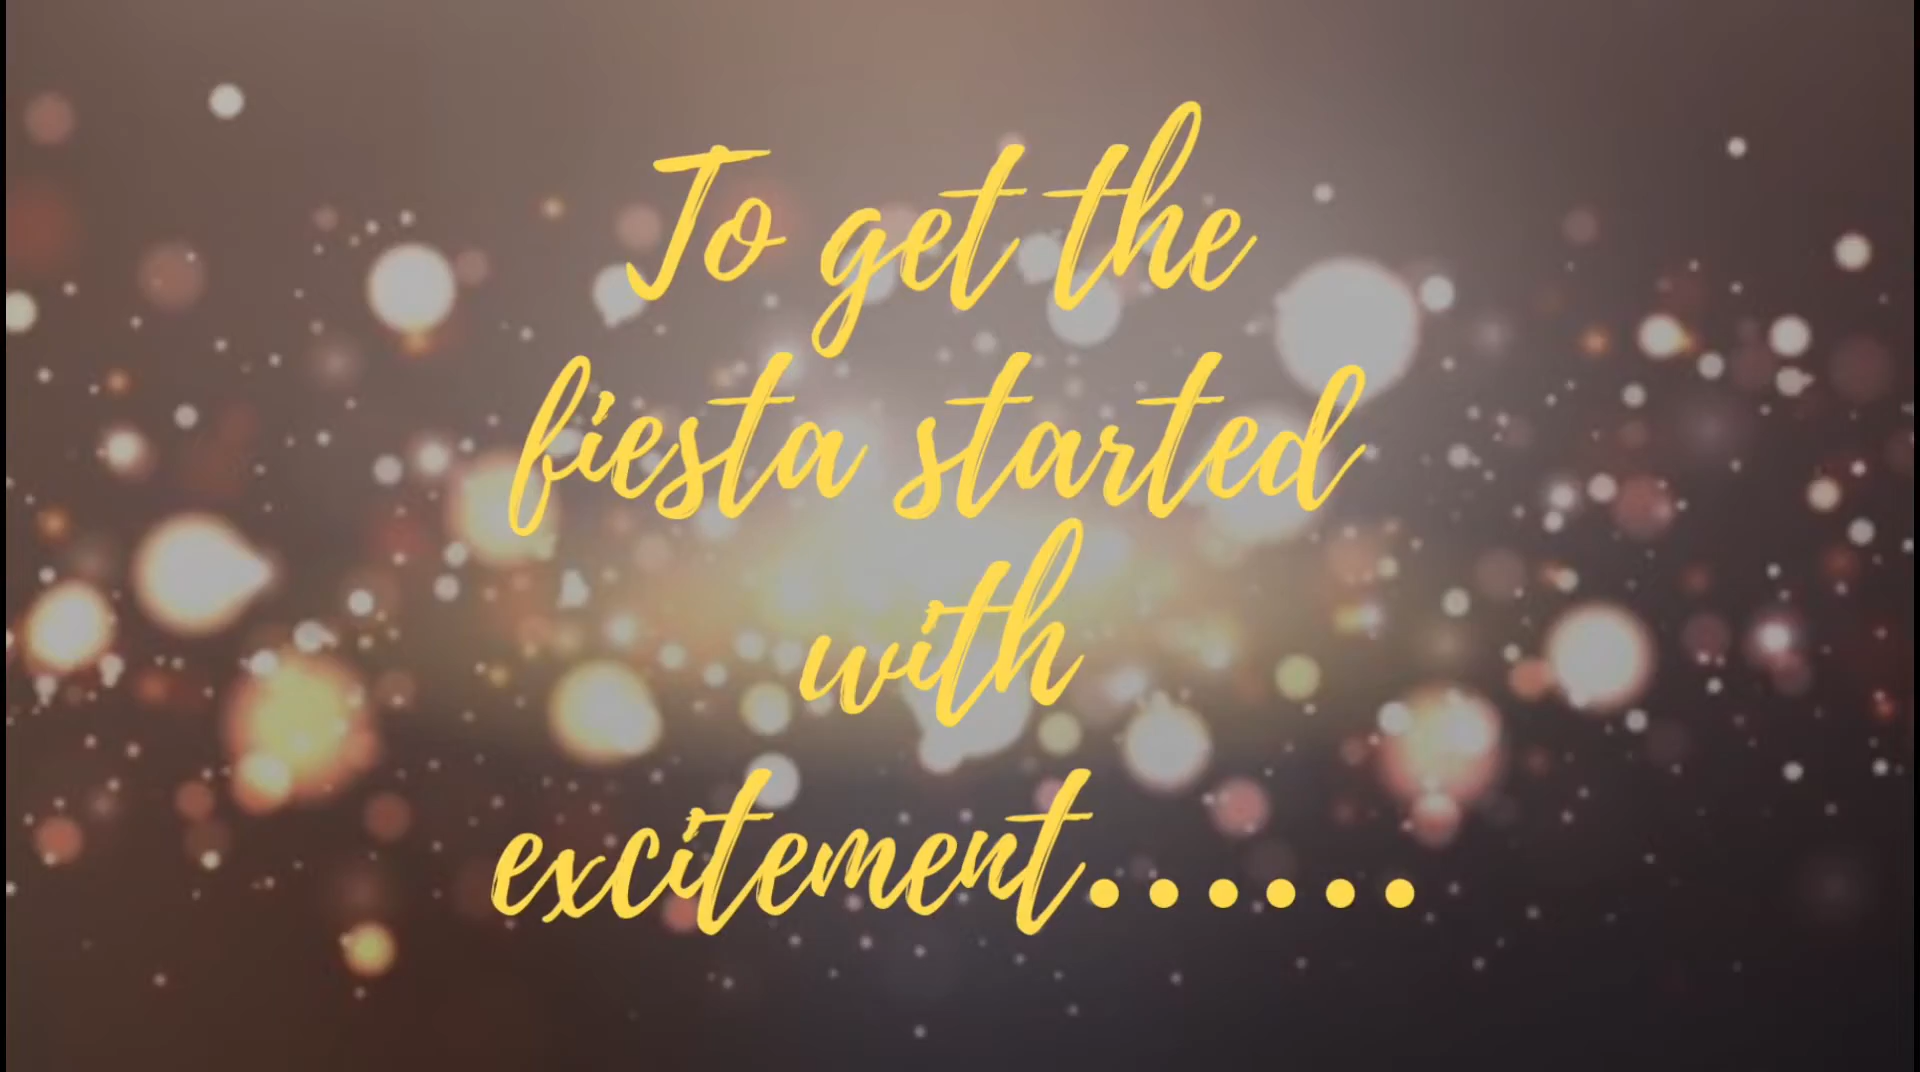 To get the
fiesta started
with
excitement......